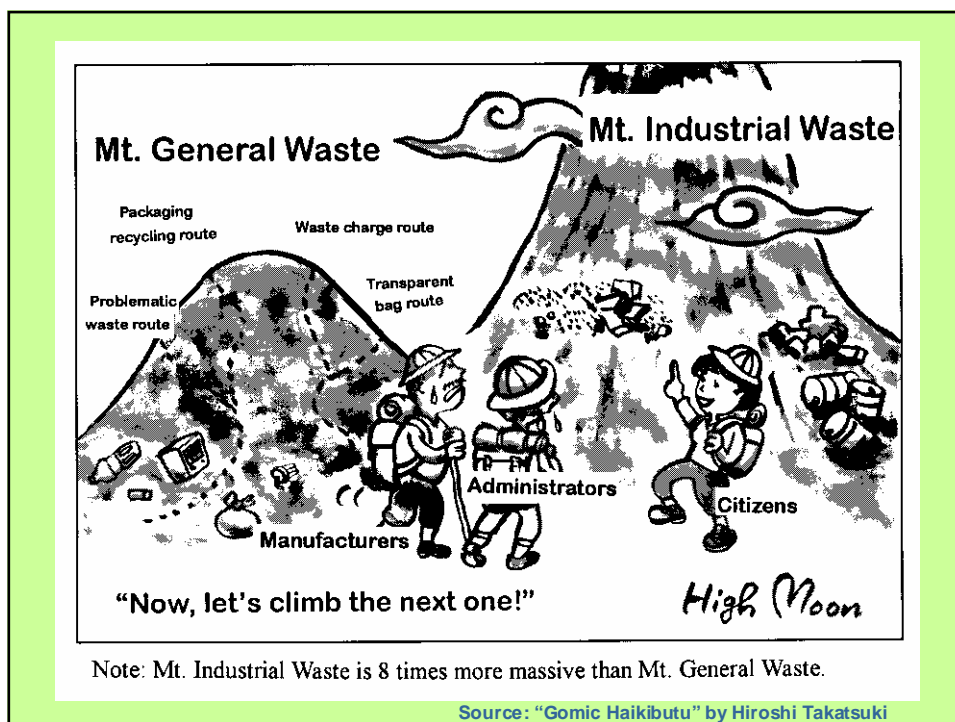 Mt. General Waste
Mt. Industrial Waste
Packaging
recycling route
Waste charge route
Problematic
waste route
Transparent
bag route
Administrators
Citizens
Manufacturers
“Now, let's climb the next one!”
High Moon
Note: Mt. Industrial Waste is 8 times more massive than Mt. General Waste.
Source: “Gomic Haikibutu” by Hiroshi Takatsuki